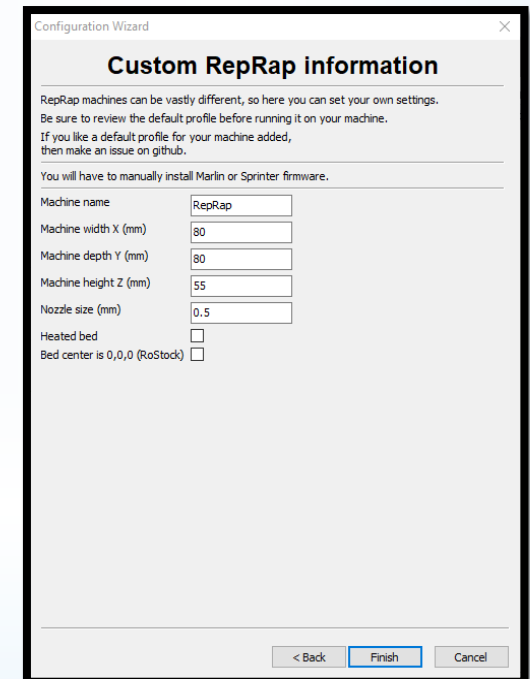 Configuration Wizard
Custom RepRap information
RepRap machines can be vastly different, so here you can set your own settings.
Be sure to review the default profile before running it on your machine.
If you like a default profile for your machine added,
then make an issue on github.
You will have to manually install Marlin or Sprinter firmware.
Machine name RepRap
Machine width X (mm) 80
Machine depth Y (mm) 80
Machine height Z (mm) 55
Nozzle size (mm) 0.5
Heated bed
Bed center is 0,0,0 (RoStock)
< Back Finish Cancel